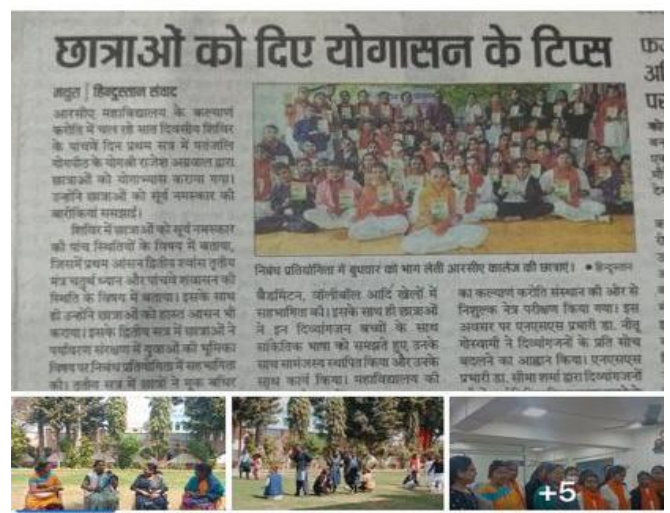 छात्राओं को दिए योगासन के टिप्स
मथुरा | हिन्दुस्तान संवाद
आरसीए महाविद्यालय के कल्याणं
करोति में चल रहे सात दिवसीय शिविर
के पांचवें दिन प्रथम सत्र में पतंजलि
योगपीठ के योगश्री राजेश अग्रवाल द्वारा
छात्राओं को योगाभ्यास कराया गया।
उन्होंने छात्राओं को सूर्य नमस्कार की
बारीकियां समझाईं।
शिविर में छात्राओं को सूर्य नमस्कार
की पांच स्थितियों के विषय में बताया,
जिसमें प्रथम आसन द्वितीय श्वांस तृतीय
मंत्र चतुर्थ ध्यान और पांचवे शवासन की
स्थिति के विषय में बताया। इसके साथ
ही उन्होंने छात्राओं को हास्त आसन भी
कराया। इसके द्वितीय सत्र में छात्राओं ने
पर्यावरण संरक्षण में युवाओं की भूमिका
विषय पर निबंध प्रतियोगिता में सहभागिता
की। तृतीय सत्र में छात्रों ने मूक बधिर
निबंध प्रतियोगिता में बुधवार को भाग लेती आरसीए कालेज की छात्राएं। • हिन्दुस्तान
बैडमिंटन, वॉलीबॉल आदि खेलों में
सहभागिता की। इसके साथ ही छात्राओं
ने इन दिव्यांगजन बच्चों के साथ
सांकेतिक भाषा को समझते हुए उनके
साथ सामंजस्य स्थापित किया और उनके
साथ कार्य किया। महाविद्यालय की
का कल्याणं करोति संस्थान की ओर से
निशुल्क नेत्र परीक्षण किया गया। इस
अवसर पर एनएसएस प्रभारी डा. नीतू
गोस्वामी ने दिव्यांगजनों के प्रति सोच
बदलने का आह्वान किया। एनएसएस
प्रभारी डा. सीमा शर्मा द्वारा दिव्यांगजनों
+5